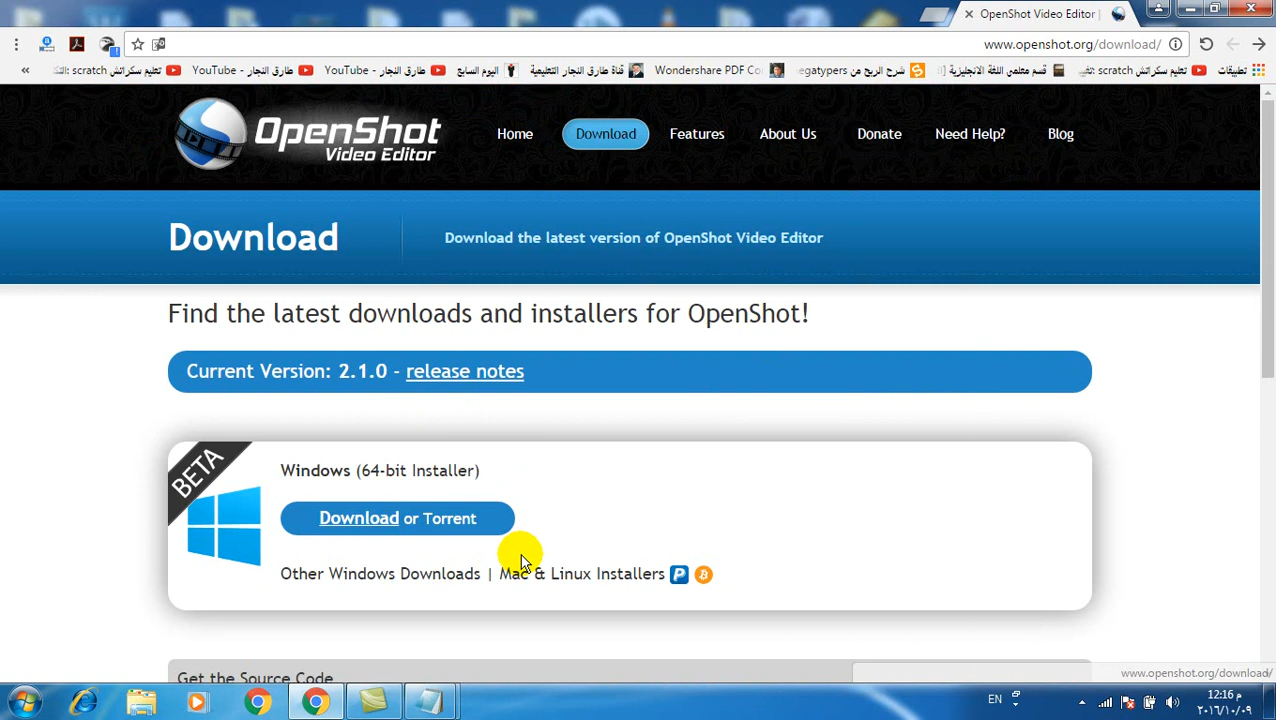 OpenShot Video Editor |
www.openshot.org/download/
«
تعليم سكراتش scratch :التك
طارق النجار - YouTube
طارق النجار - YouTube
اليوم السابع
قناة طارق النجار التعليمية
Wondershare PDF Co
شرح الربح من egatypers
قسم معلمي اللغة الانجليزية
تعليم سكراتش scratch
تطبيقات
OpenShot
Video Editor
Home
Download
Features
About Us
Donate
Need Help?
Blog
Download
Download the latest version of OpenShot Video Editor
Find the latest downloads and installers for OpenShot!
Current Version: 2.1.0 - release notes
BETA
Windows (64-bit Installer)
Download or Torrent
Other Windows Downloads | Mac & Linux Installers
Get the Source Code
www.openshot.org/download/
EN
12:16 م
٢٠١٦/١٠/٠٩